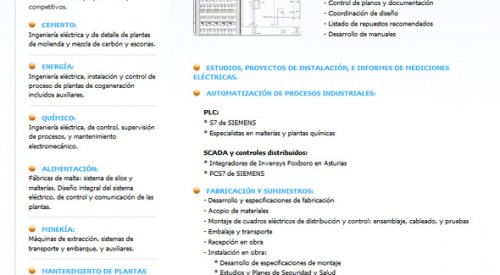 competitivos.
CEMENTO:
Ingeniería eléctrica y de detalle de plantas
de molienda y mezcla de carbón y escorias.
ENERGÍA:
Ingeniería eléctrica, instalación y control de
proceso de plantas de cogeneración
incluidos auxiliares.
QUÍMICO:
Ingeniería eléctrica, de control, supervisión
de procesos, y mantenimiento
electromecánico.
ALIMENTACIÓN:
Fábricas de malta: sistema de silos y
malterías. Diseño integral del sistema
eléctrico, de control y comunicación de las
plantas.
MINERÍA:
Máquinas de extracción, sistemas de
transporte y embarque, y auxiliares.
MANTENIMIENTO DE PLANTAS
- Control de planos y documentación
- Coordinación de diseño
- Listado de repuestos recomendados
- Desarrollo de manuales
ESTUDIOS, PROYECTOS DE INSTALACIÓN, E INFORMES DE MEDICIONES
ELÉCTRICAS.
AUTOMATIZACIÓN DE PROCESOS INDUSTRIALES:
PLC:
* S7 de SIEMENS
* Especialistas en malterías y plantas químicas
SCADA y controles distribuidos:
* Integradores de Invensys Foxboro en Asturias
* PCS7 de SIEMENS
FABRICACIÓN Y SUMINISTROS:
- Desarrollo y especificaciones de fabricación
- Acopio de materiales
- Montaje de cuadros eléctricos de distribución y control: ensamblaje, cableado, y pruebas
- Embalaje y transporte
- Recepción en obra
- Instalación en obra:
* Desarrollo y especificaciones de montaje
* Estudios y Planes de Seguridad y Salud